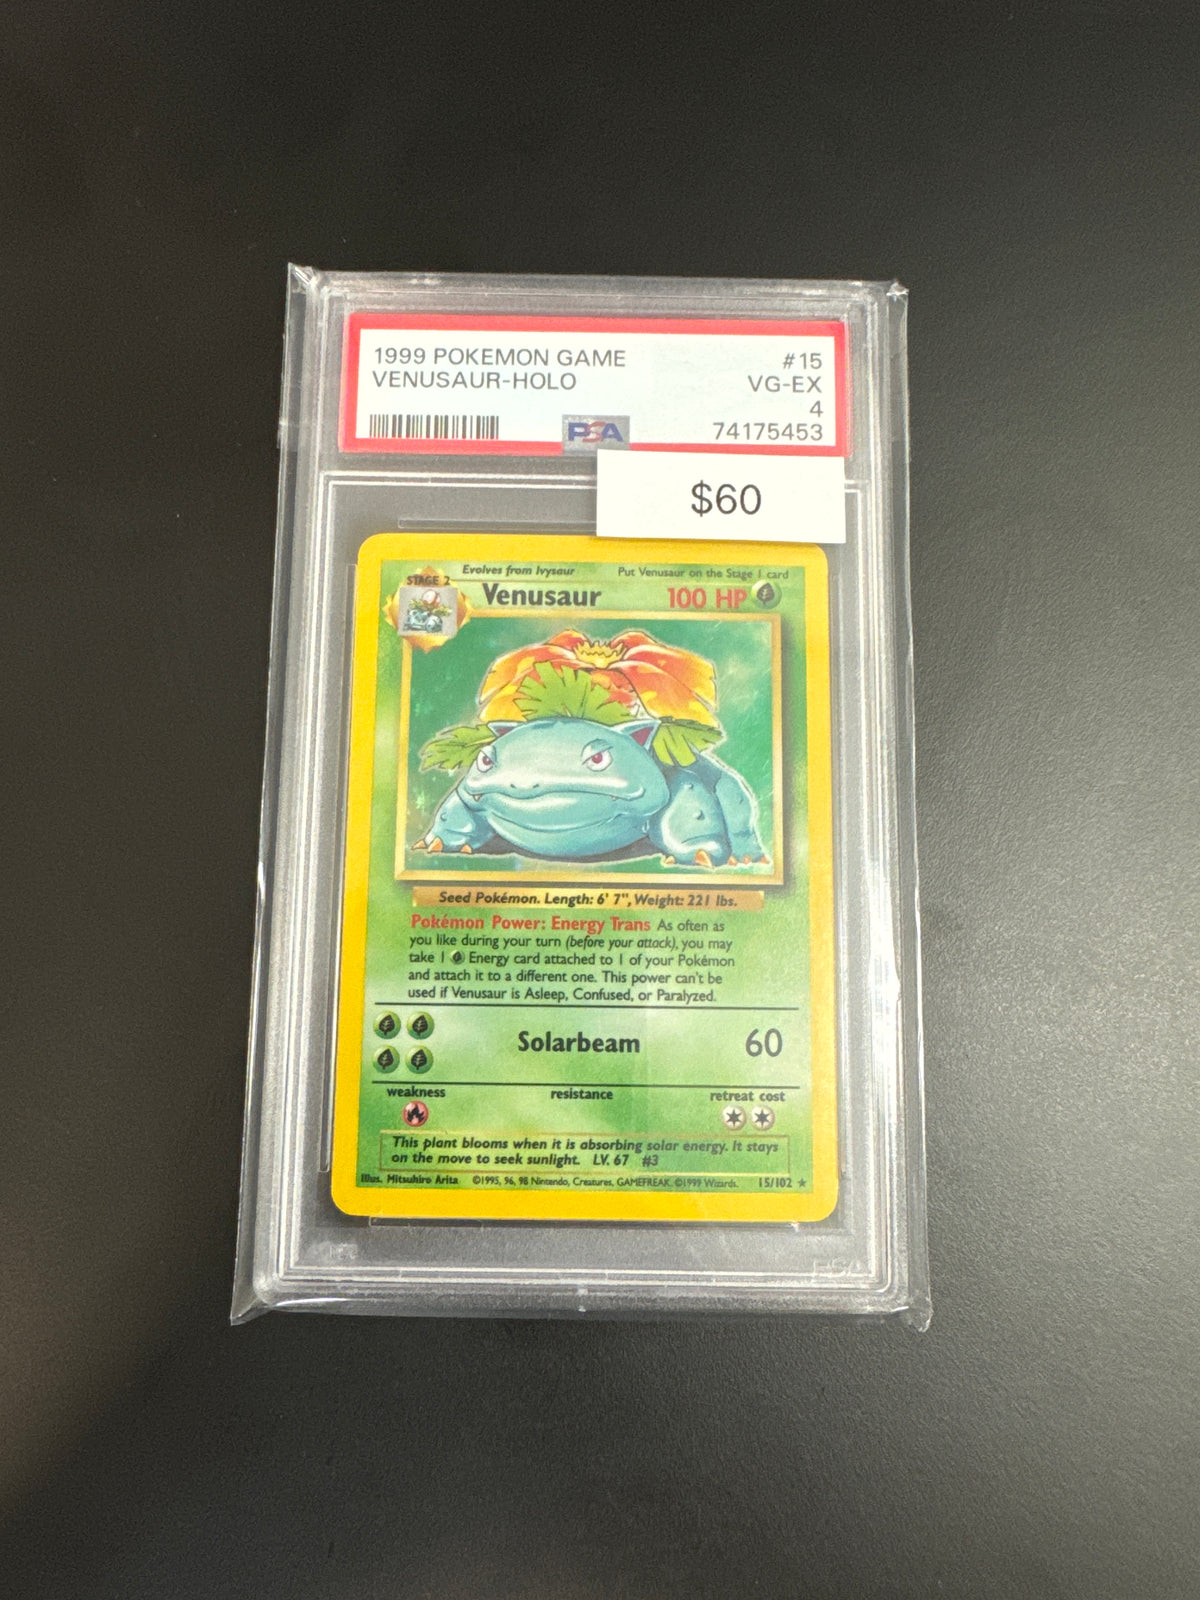 1999 POKEMON GAME #15
VENUSAUR-HOLO VG-EX
4
PSA 74175453
$60
Evolves from Ivysaur Put Venusaur on the Stage 1 card
STAGE 2 Venusaur 100 HP
Seed Pokémon. Length: 6' 7", Weight: 221 lbs.
Pokémon Power: Energy Trans As often as
you like during your turn (before your attack), you may
take 1 Energy card attached to 1 of your Pokémon
and attach it to a different one. This power can't be
used if Venusaur is Asleep, Confused, or Paralyzed.
Solarbeam 60
weakness resistance retreat cost
This plant blooms when it is absorbing solar energy. It stays
on the move to seek sunlight. LV. 67 #3
Illus. Mitsuhiro Arita ©1995, 96, 98 Nintendo, Creatures, GAMEFREAK. ©1999 Wizards. 15/102 ★
PSA